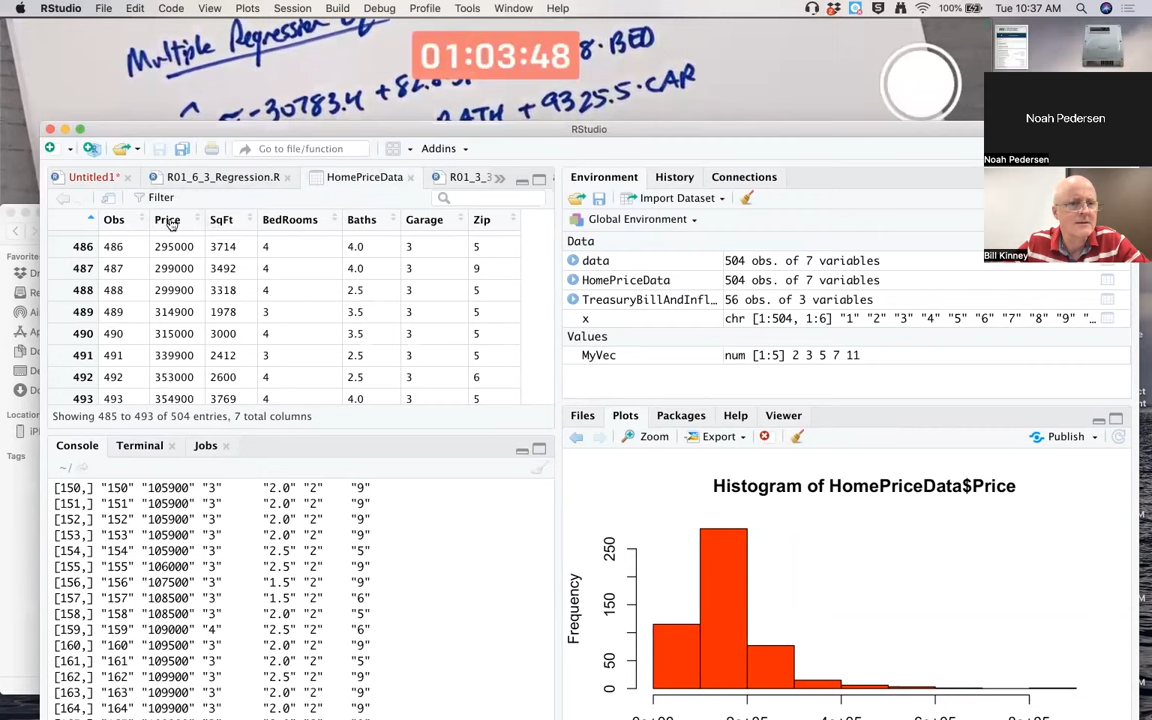 RStudio File Edit Code View Plots Session Build Debug Profile Tools Window Help 100% Tue 10:37 AM
Multiple Regression
8·BED
01:03:48
-30783.4 +82.
BATH + 9325.5·CAR
Noah Pedersen
Noah Pedersen
Bill Kinney
RStudio
Go to file/function Addins
Untitled1* R01_6_3_Regression.R HomePriceData R01_3_3
Filter
Obs Price SqFt BedRooms Baths Garage Zip
486 486 295000 3714 4 4.0 3 5
487 487 299000 3492 4 4.0 3 9
488 488 299900 3318 4 2.5 3 5
489 489 314900 1978 3 3.5 3 5
490 490 315000 3000 4 3.5 3 5
491 491 339900 2412 3 2.5 3 5
492 492 353000 2600 4 2.5 3 6
493 493 354900 3769 4 4.0 3 5
Showing 485 to 493 of 504 entries, 7 total columns
Environment History Connections
Import Dataset
Global Environment
Data
data 504 obs. of 7 variables
HomePriceData 504 obs. of 7 variables
TreasuryBillAndInfl… 56 obs. of 3 variables
x chr [1:504, 1:6] "1" "2" "3" "4" "5" "6" "7" "8" "9" "…
Values
MyVec num [1:5] 2 3 5 7 11
Console Terminal Jobs
~/
[150,] "150" "105900" "3" "2.0" "2" "9"
[151,] "151" "105900" "3" "2.0" "2" "9"
[152,] "152" "105900" "3" "2.0" "2" "9"
[153,] "153" "105900" "3" "2.0" "2" "9"
[154,] "154" "105900" "3" "2.5" "2" "5"
[155,] "155" "106000" "3" "2.5" "2" "9"
[156,] "156" "107500" "3" "1.5" "2" "9"
[157,] "157" "108500" "3" "1.5" "2" "6"
[158,] "158" "108500" "3" "2.0" "2" "5"
[159,] "159" "109000" "4" "2.5" "2" "6"
[160,] "160" "109500" "3" "2.0" "2" "9"
[161,] "161" "109500" "3" "2.0" "2" "5"
[162,] "162" "109900" "3" "2.5" "2" "9"
[163,] "163" "109900" "3" "2.0" "2" "9"
[164,] "164" "109900" "3" "2.0" "2" "9"
Files Plots Packages Help Viewer
Zoom Export Publish
Histogram of HomePriceData$Price
Frequency
0 50 150 250
Favorites
Dr
Re
Ai
Ap
De
Do
Location
iP
Tags